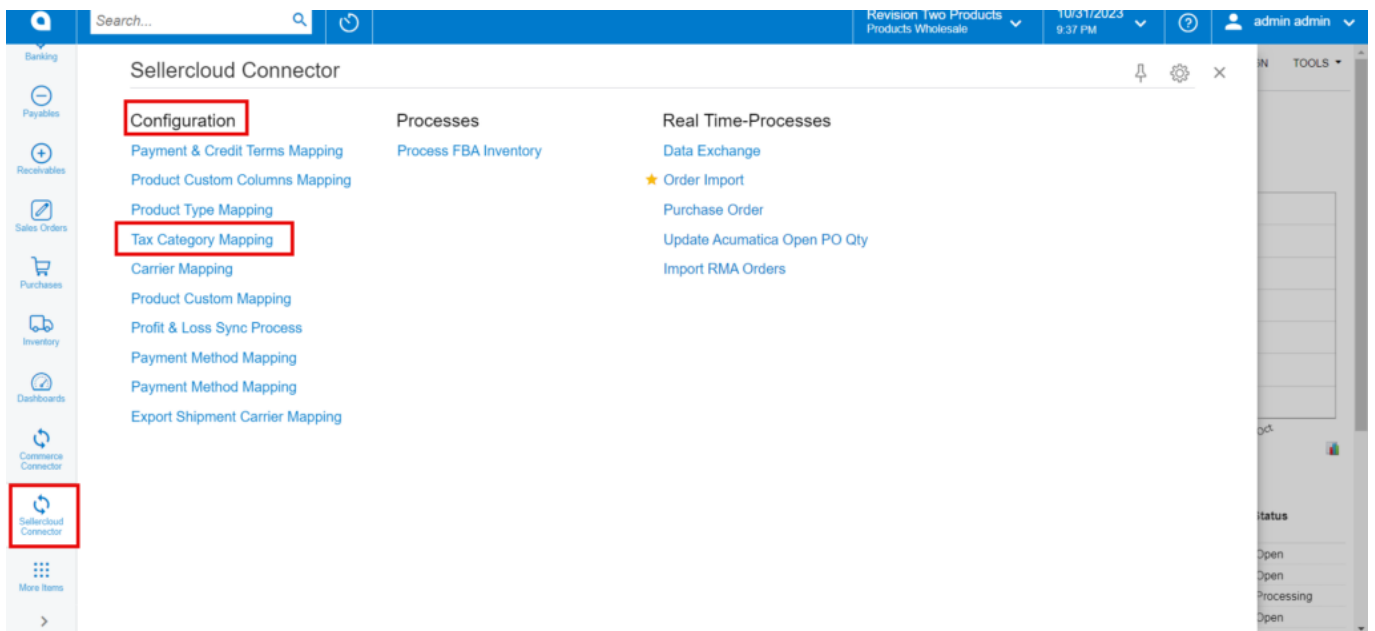 Search...
Revision Two Products
Products Wholesale
10/31/2023
9:37 PM
admin admin
Banking
Payables
Receivables
Sales Orders
Purchases
Inventory
Dashboards
Commerce
Connector
Sellercloud
Connector
More Items
Sellercloud Connector
TOOLS
Configuration
Payment & Credit Terms Mapping
Product Custom Columns Mapping
Product Type Mapping
Tax Category Mapping
Carrier Mapping
Product Custom Mapping
Profit & Loss Sync Process
Payment Method Mapping
Payment Method Mapping
Export Shipment Carrier Mapping
Processes
Process FBA Inventory
Real Time-Processes
Data Exchange
Order Import
Purchase Order
Update Acumatica Open PO Qty
Import RMA Orders
Oct
Status
Open
Open
Processing
Open